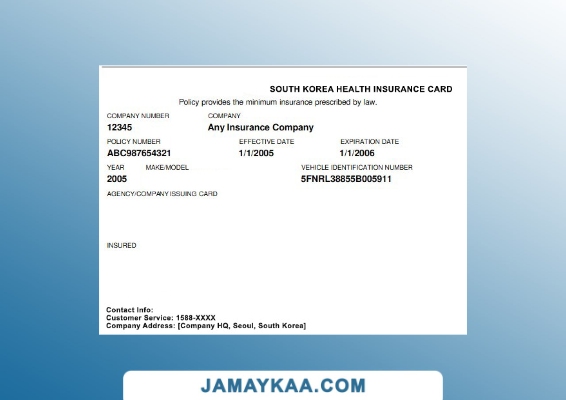 SOUTH KOREA HEALTH INSURANCE CARD
Policy provides the minimum insurance prescribed by law.
COMPANY NUMBER COMPANY
12345 Any Insurance Company
POLICY NUMBER EFFECTIVE DATE EXPIRATION DATE
ABC987654321 1/1/2005 1/1/2006
YEAR MAKE/MODEL VEHICLE IDENTIFICATION NUMBER
2005 5FNRL38855B005911
AGENCY/COMPANY ISSUING CARD
INSURED
Contact Info:
Customer Service: 1588-XXXX
Company Address: [Company HQ, Seoul, South Korea]
JAMAYKAA.COM